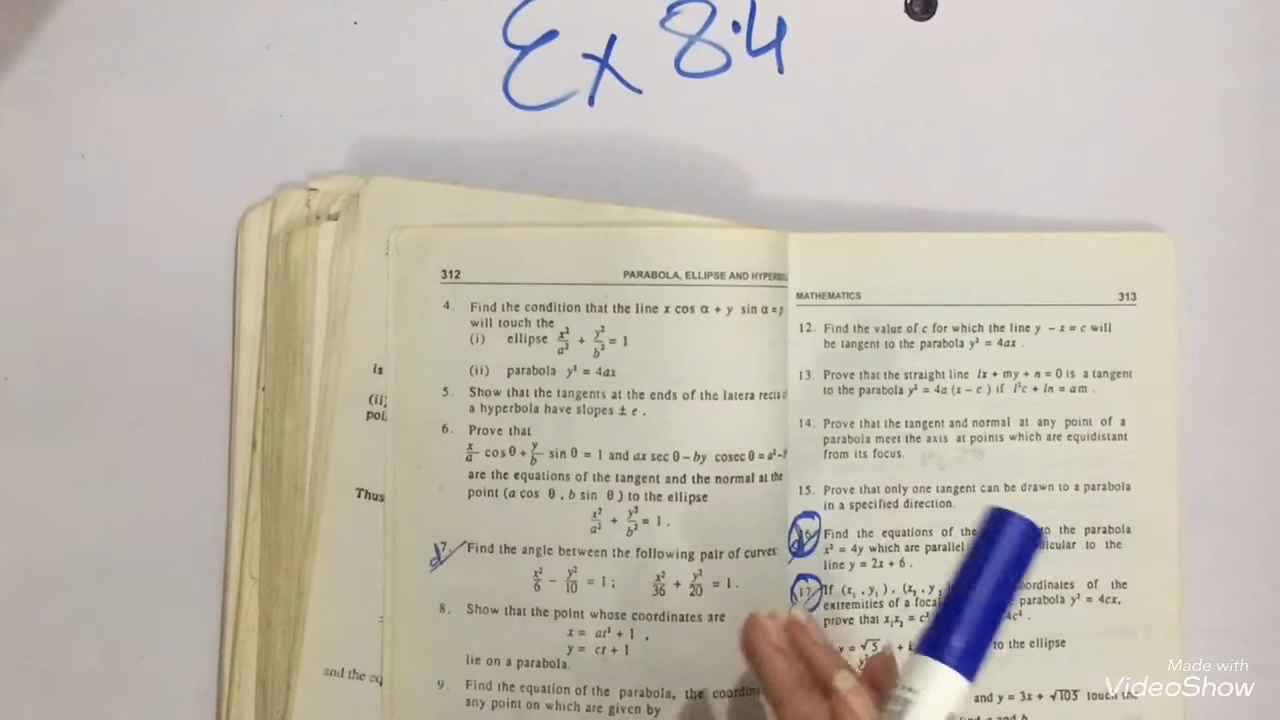 Ex 8.4
312 PARABOLA, ELLIPSE AND
4. Find the condition that the line x cos α + y sin α = p
will touch the
(i) ellipse x²/a² + y²/b² = 1
(ii) parabola y² = 4ax
5. Show that the tangents at the ends of the latera recta
a hyperbola have slopes ± e .
6. Prove that
x/a cos θ + y/b sin θ = 1 and ax sec θ – by cosec θ = a² –
are the equations of the tangent and the normal at the
point (a cos θ , b sin θ ) to the ellipse
x²/a² + y²/b² = 1 .
7. Find the angle between the following pair of curves:
x²/6 – y²/10 = 1 ; x²/36 + y²/20 = 1 .
8. Show that the point whose coordinates are
x = at² + 1 ,
y = ct + 1
lie on a parabola.
9. Find the equation of the parabola, the
any point on which are given by
MATHEMATICS 313
12. Find the value of c for which the line y – x = c will
be tangent to the parabola y² = 4ax .
13. Prove that the straight line lx + my + n = 0 is a tangent
to the parabola y² = 4a (x – c ) if l²c + ln = am .
14. Prove that the tangent and normal at any point of a
parabola meet the axis at points which are equidistant
from its focus.
15. Prove that only one tangent can be drawn to a parabola
in a specified direction.
16. Find the equations of the to the parabola
x² = 4y which are parallel to the
line y = 2x + 6 .
17. If (x₁ , y₁ ) , of the
extremities of a parabola y² = 4cx,
prove that x₁x₂ = c²
y = √5 to the ellipse
and y = 3x + √105 touch the
is
(ii)
Thus
and the eq
Made with
VideoShow